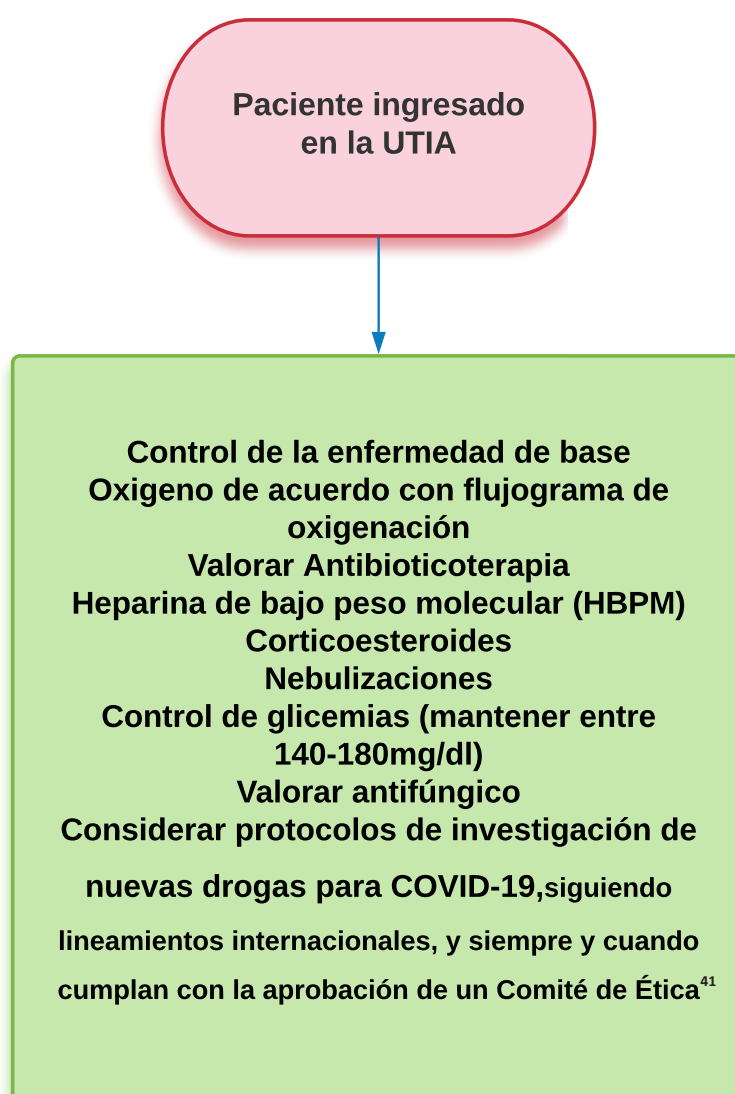 Paciente ingresado
en la UTIA
Control de la enfermedad de base
Oxigeno de acuerdo con flujograma de
oxigenación
Valorar Antibioticoterapia
Heparina de bajo peso molecular (HBPM)
Corticoesteroides
Nebulizaciones
Control de glicemias (mantener entre
140-180mg/dl)
Valorar antifúngico
Considerar protocolos de investigación de
nuevas drogas para COVID-19,siguiendo
lineamientos internacionales, y siempre y cuando
cumplan con la aprobación de un Comité de Ética41